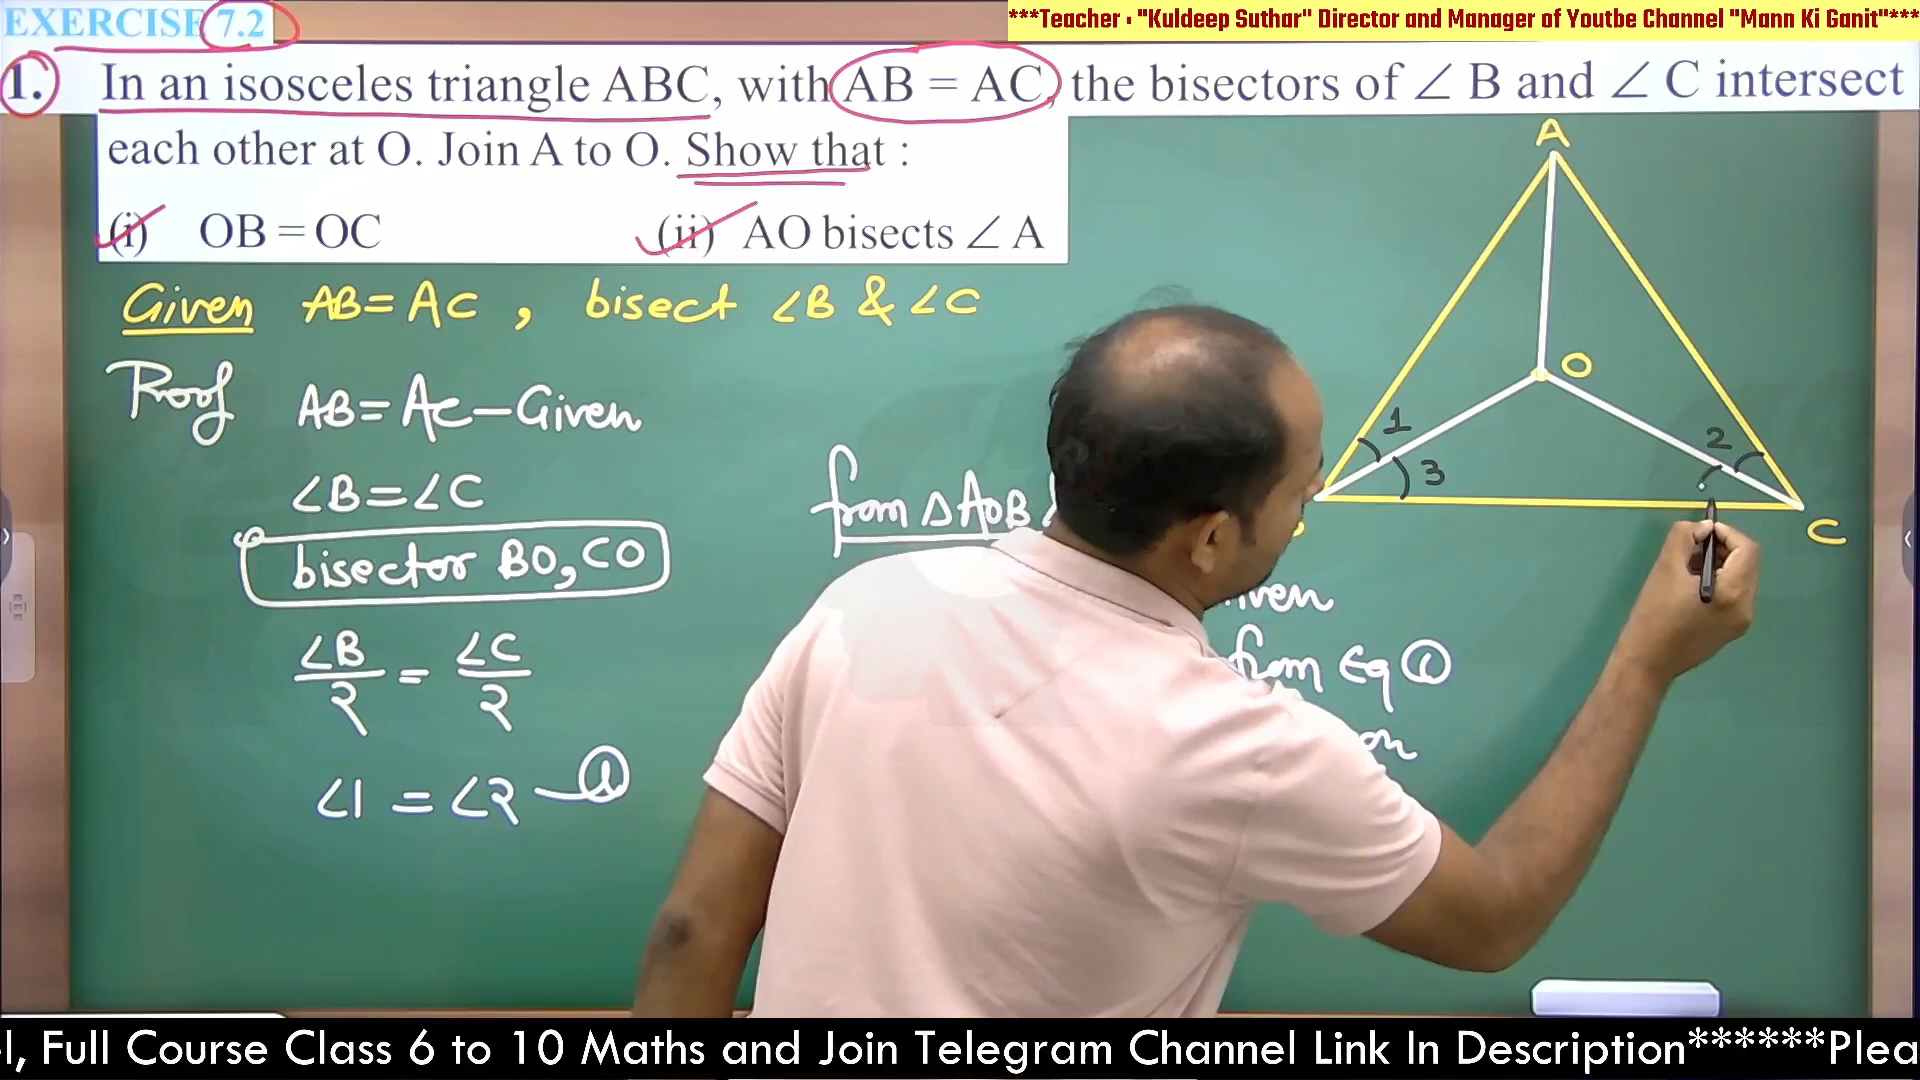 EXERCISE 7.2
***Teacher : "Kuldeep Suthar" Director and Manager of Youtbe Channel "Mann Ki Ganit"***
1. In an isosceles triangle ABC, with AB = AC, the bisectors of ∠ B and ∠ C intersect
each other at O. Join A to O. Show that :
(i) OB = OC (ii) AO bisects ∠ A
Given AB = AC , bisect ∠B & ∠C
Proof AB = AC – Given
∠B = ∠C
bisector BO, CO
∠B/2 = ∠C/2
∠1 = ∠2 – ①
from △AOB
from Eq ①
A
O
1
2
3
C
Full Course Class 6 to 10 Maths and Join Telegram Channel Link In Description******